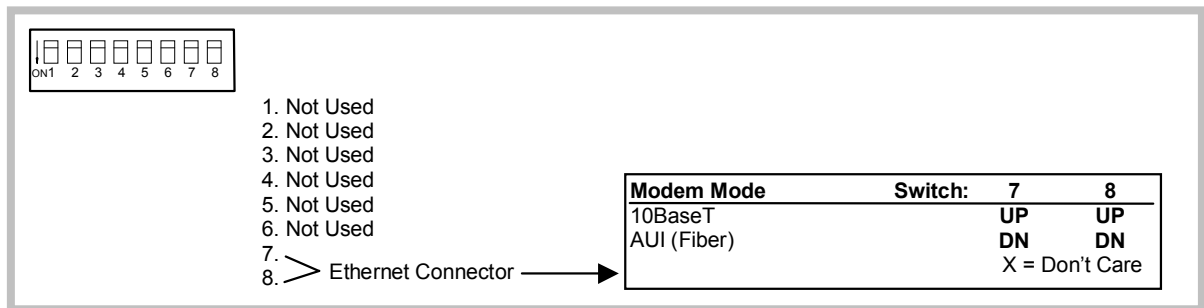 ON 1 2 3 4 5 6 7 8
1. Not Used
2. Not Used
3. Not Used
4. Not Used
5. Not Used
6. Not Used
7.
8.
Ethernet Connector
Modem Mode Switch: 7 8
10BaseT UP UP
AUI (Fiber) DN DN
X = Don't Care